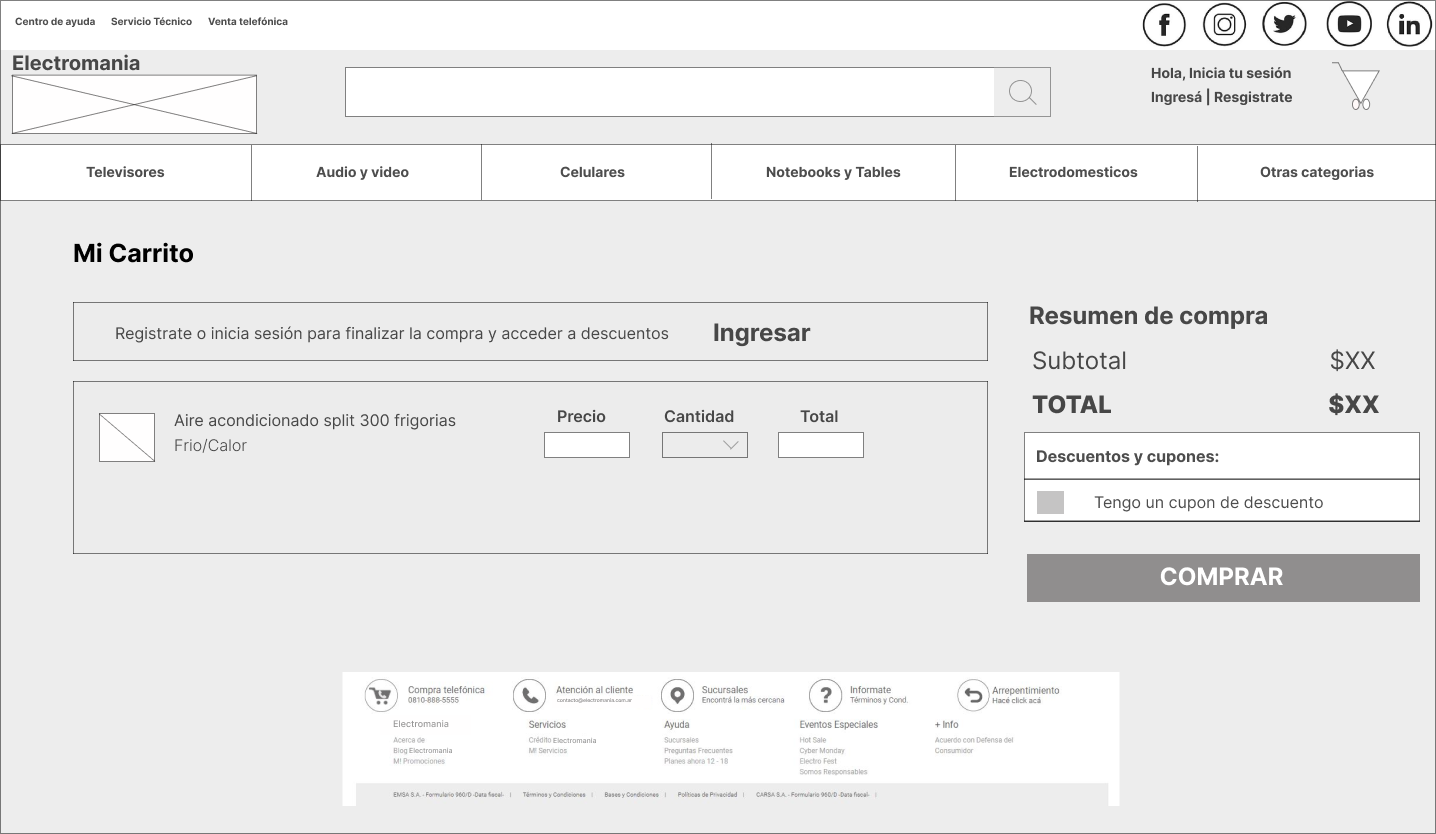 Centro de ayuda Servicio Técnico Venta telefónica
Electromania
Hola, Inicia tu sesión
Ingresá | Resgistrate
Televisores Audio y video Celulares Notebooks y Tables Electrodomesticos Otras categorias
Mi Carrito
Registrate o inicia sesión para finalizar la compra y acceder a descuentos Ingresar
Aire acondicionado split 300 frigorias
Frio/Calor
Precio Cantidad Total
Resumen de compra
Subtotal $XX
TOTAL $XX
Descuentos y cupones:
Tengo un cupon de descuento
COMPRAR
Compra telefónica
0810-888-5555
Atención al cliente
contacto@electromania.com.ar
Sucursales
Encontrá la más cercana
Informate
Términos y Cond.
Arrepentimiento
Hacé click acá
Electromania
Acerca de
Blog Electromania
M! Promociones
Servicios
Crédito Electromania
M! Servicios
Ayuda
Sucursales
Preguntas Frecuentes
Planes ahora 12 - 18
Eventos Especiales
Hot Sale
Cyber Monday
Electro Fest
Somos Responsables
+ Info
Acuerdo con Defensa del
Consumidor
EMSA S.A. - Formulario 960/D -Data fiscal- | Términos y Condiciones | Bases y Condiciones | Políticas de Privacidad | CARSA S.A. - Formulario 960/D -Data fiscal- |